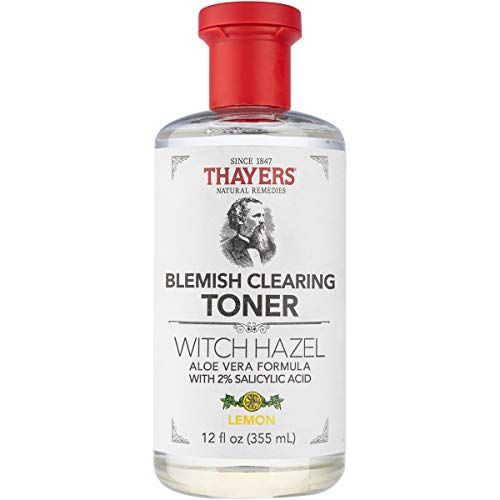 SINCE 1847
THAYERS
NATURAL REMEDIES
BLEMISH CLEARING
TONER
WITCH HAZEL
ALOE VERA FORMULA
WITH 2% SALICYLIC ACID
LEMON
12 fl oz (355 mL)